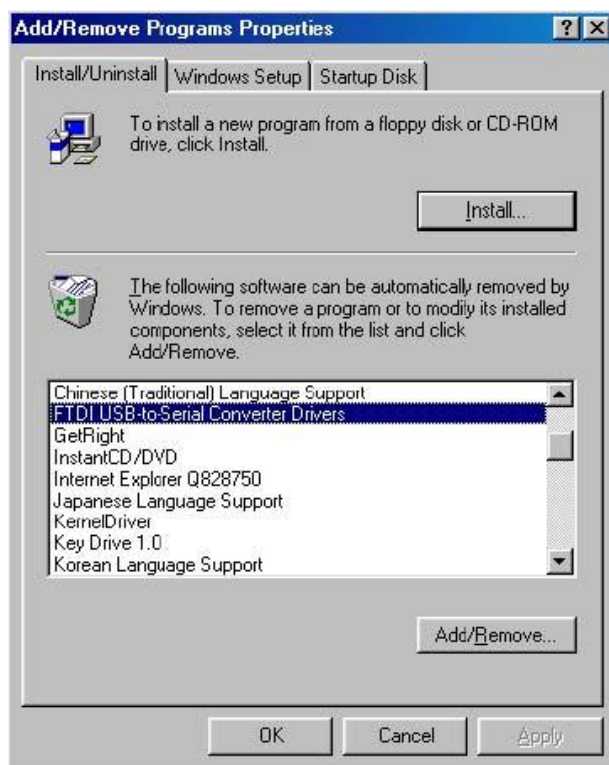 Add/Remove Programs Properties
Install/Uninstall
Windows Setup
Startup Disk
To install a new program from a floppy disk or CD-ROM
drive, click Install.
Install...
The following software can be automatically removed by
Windows. To remove a program or to modify its installed
components, select it from the list and click
Add/Remove.
Chinese (Traditional) Language Support
FTDI USB-to-Serial Converter Drivers
GetRight
InstantCD/DVD
Internet Explorer Q828750
Japanese Language Support
KernelDriver
Key Drive 1.0
Korean Language Support
Add/Remove...
OK
Cancel
Apply